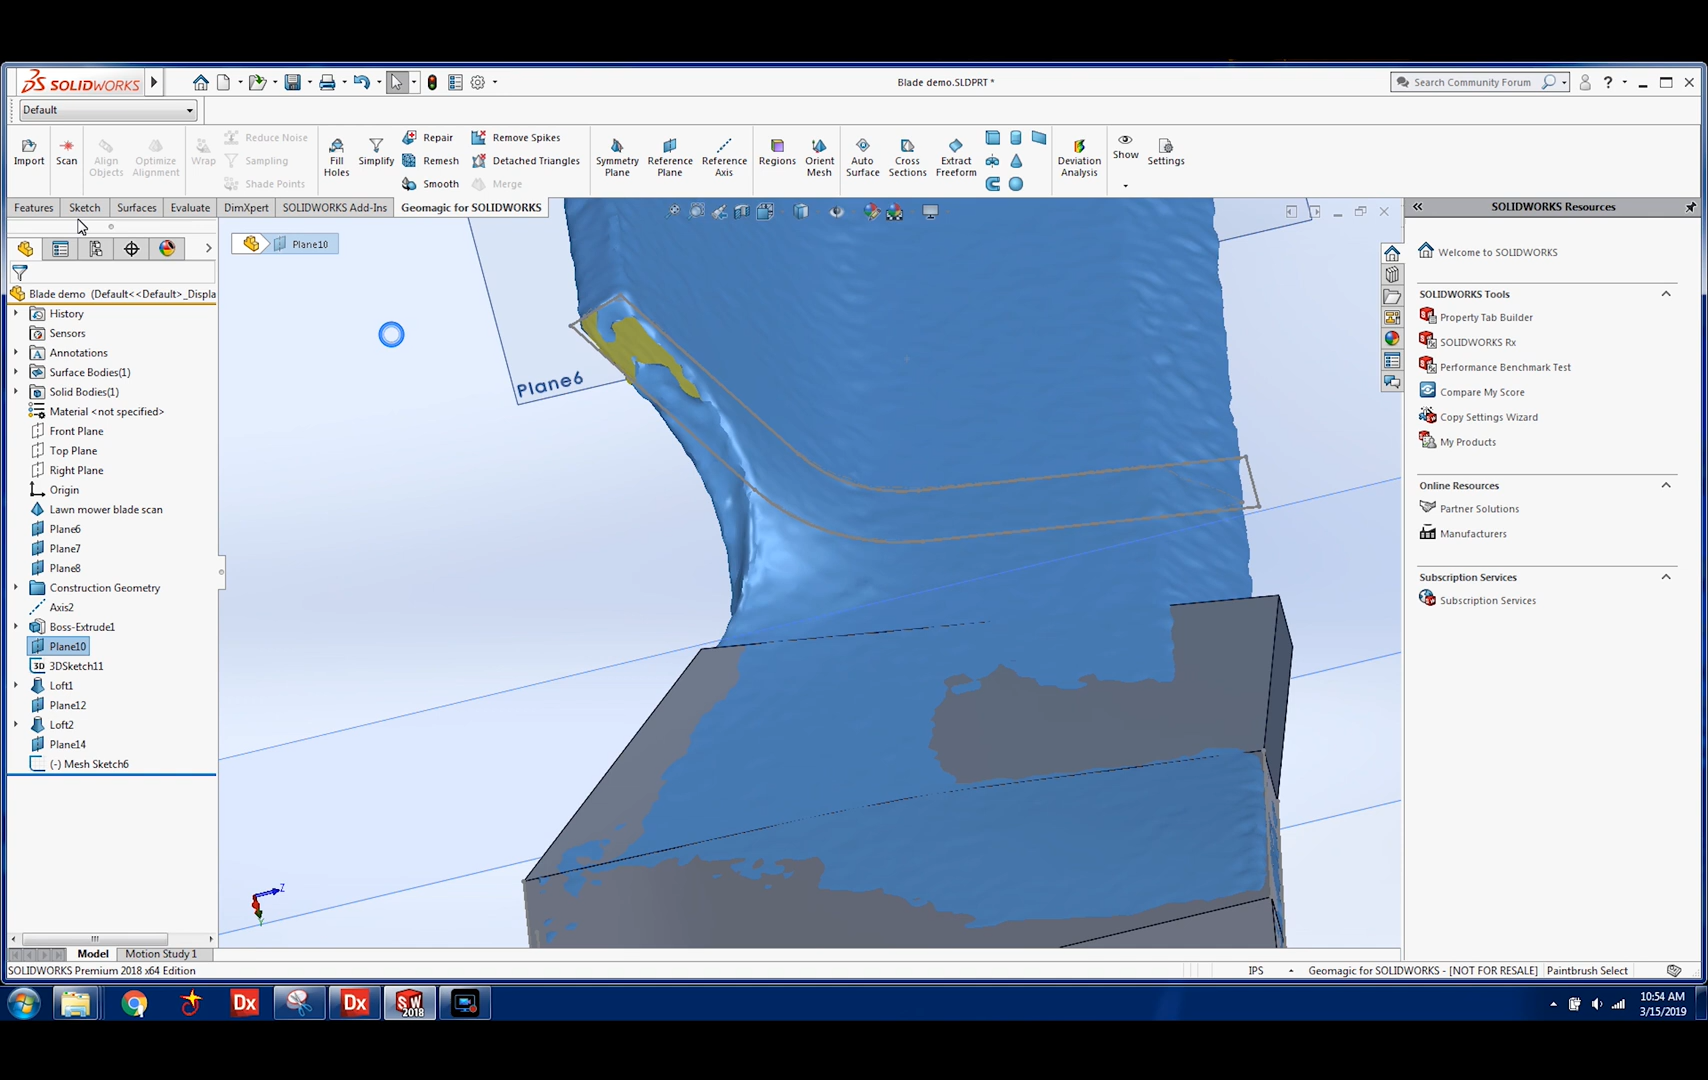 SOLIDWORKS
Blade demo.SLDPRT *
Search Community Forum
?
Default
Import
Scan
Align Objects
Optimize Alignment
Wrap
Reduce Noise
Sampling
Shade Points
Fill Holes
Simplify
Repair
Remesh
Smooth
Remove Spikes
Detached Triangles
Merge
Symmetry Plane
Reference Plane
Reference Axis
Regions
Orient Mesh
Auto Surface
Cross Sections
Extract Freeform
Deviation Analysis
Show
Settings
Features
Sketch
Surfaces
Evaluate
DimXpert
SOLIDWORKS Add-Ins
Geomagic for SOLIDWORKS
Plane10
Blade demo (Default<<Default>_Displa
History
Sensors
Annotations
Surface Bodies(1)
Solid Bodies(1)
Material <not specified>
Front Plane
Top Plane
Right Plane
Origin
Lawn mower blade scan
Plane6
Plane7
Plane8
Construction Geometry
Axis2
Boss-Extrude1
Plane10
3D 3DSketch11
Loft1
Plane12
Loft2
Plane14
(-) Mesh Sketch6
Plane6
Z
Y
SOLIDWORKS Resources
Welcome to SOLIDWORKS
SOLIDWORKS Tools
Property Tab Builder
SOLIDWORKS Rx
Performance Benchmark Test
Compare My Score
Copy Settings Wizard
My Products
Online Resources
Partner Solutions
Manufacturers
Subscription Services
Subscription Services
Model
Motion Study 1
SOLIDWORKS Premium 2018 x64 Edition
IPS
Geomagic for SOLIDWORKS - [NOT FOR RESALE]
Paintbrush Select
Dx
Dx
SW 2018
10:54 AM
3/15/2019